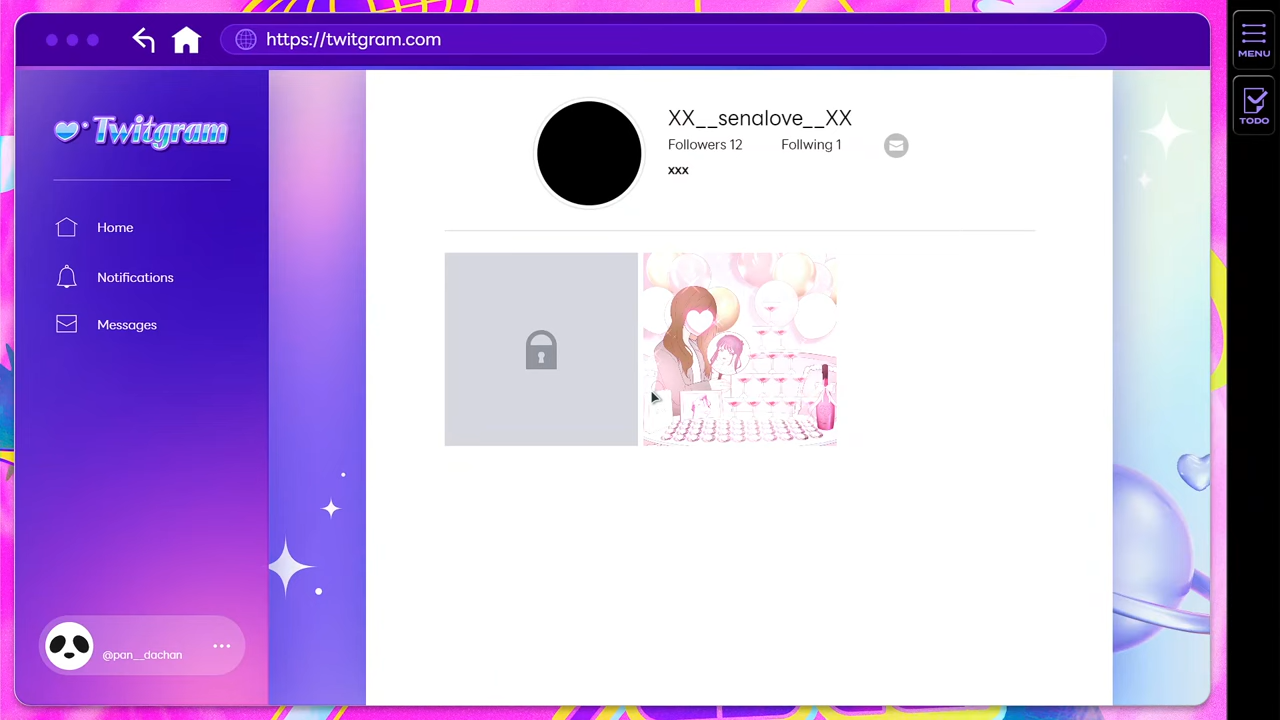 https://twitgram.com
MENU
TODO
Twitgram
Home
Notifications
Messages
@pan__dachan
XX__senalove__XX
Followers 12 Follwing 1
xxx